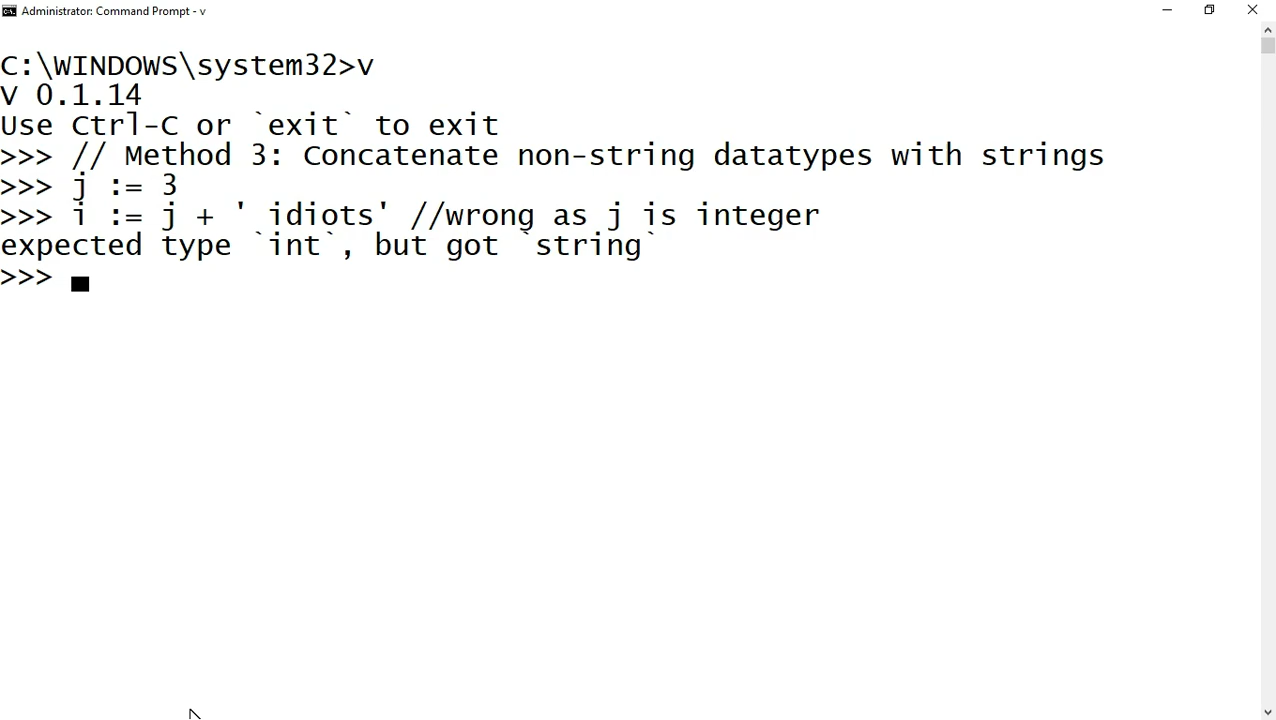 Administrator: Command Prompt - v
C:\WINDOWS\system32>v
V 0.1.14
Use Ctrl-C or `exit` to exit
>>> // Method 3: Concatenate non-string datatypes with strings
>>> j := 3
>>> i := j + ' idiots' //wrong as j is integer
expected type `int`, but got `string`
>>>